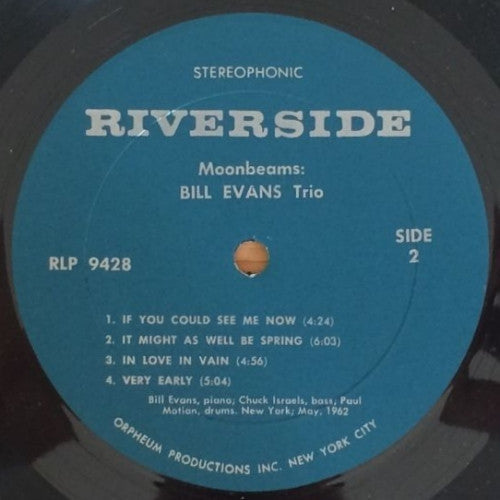 STEREOPHONIC
RIVERSIDE
Moonbeams:
BILL EVANS Trio
SIDE
2
RLP 9428
1. IF YOU COULD SEE ME NOW (4:24)
2. IT MIGHT AS WELL BE SPRING (6:03)
3. IN LOVE IN VAIN (4:56)
4. VERY EARLY (5:04)
Bill Evans, piano; Chuck Israels, bass; Paul
Motian, drums. New York; May, 1962
ORPHEUM PRODUCTIONS INC. NEW YORK CITY